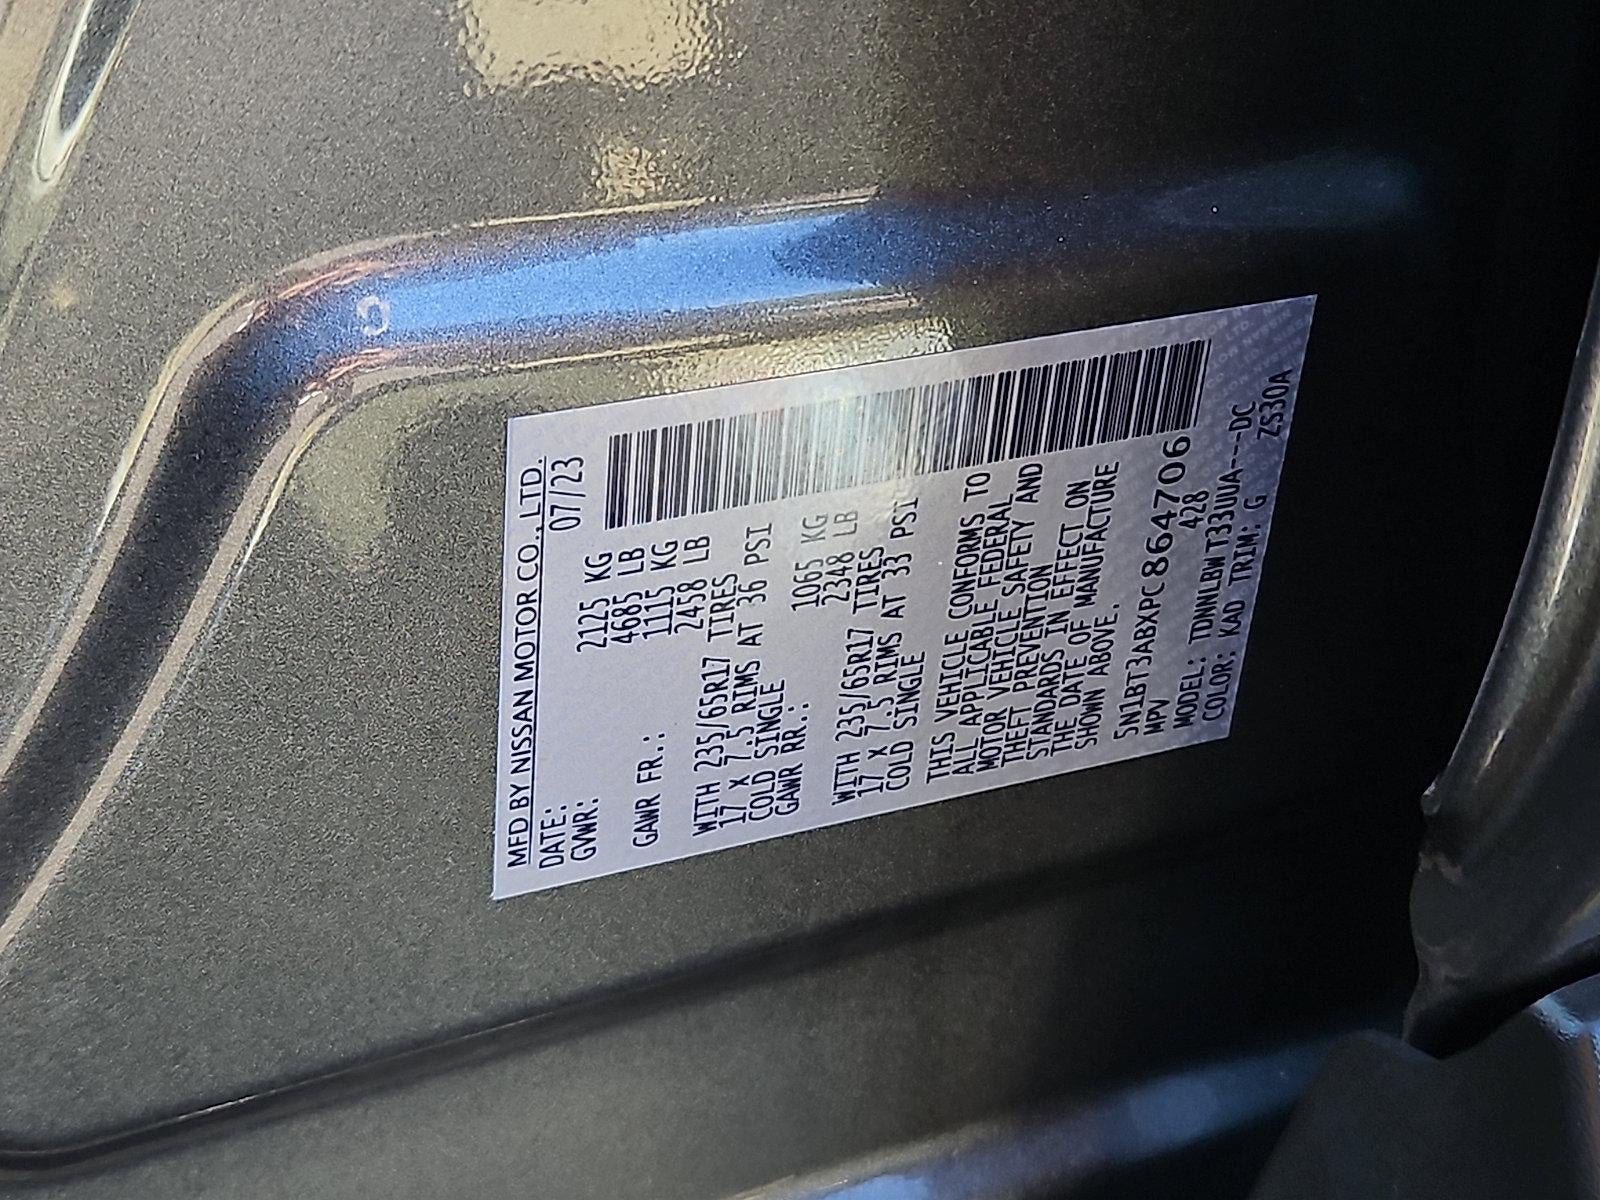 MFD BY NISSAN MOTOR CO., LTD.
DATE: 07/23
GVWR: 2125 KG
4685 LB
GAWR FR.: 1115 KG
2458 LB
WITH 235/65R17 TIRES
17 X 7.5 RIMS AT 36 PSI
COLD SINGLE
GAWR RR.: 1065 KG
2348 LB
WITH 235/65R17 TIRES
17 X 7.5 RIMS AT 33 PSI
COLD SINGLE
THIS VEHICLE CONFORMS TO
ALL APPLICABLE FEDERAL
MOTOR VEHICLE SAFETY AND
THEFT PREVENTION
STANDARDS IN EFFECT ON
THE DATE OF MANUFACTURE
SHOWN ABOVE.
5N1BT3ABXPC864706
MPV 428
MODEL: TDNNLBWT33UUA---DC
COLOR: KAD TRIM: G ZS30A